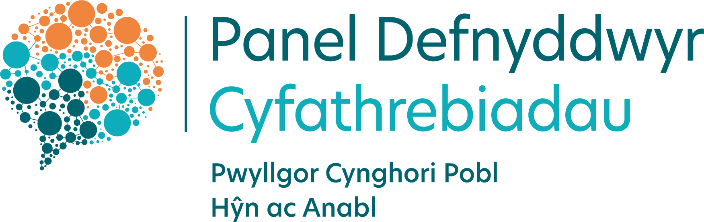 Panel Defnyddwyr
Cyfathrebiadau
Pwyllgor Cynghori Pobl
Hŷn ac Anabl